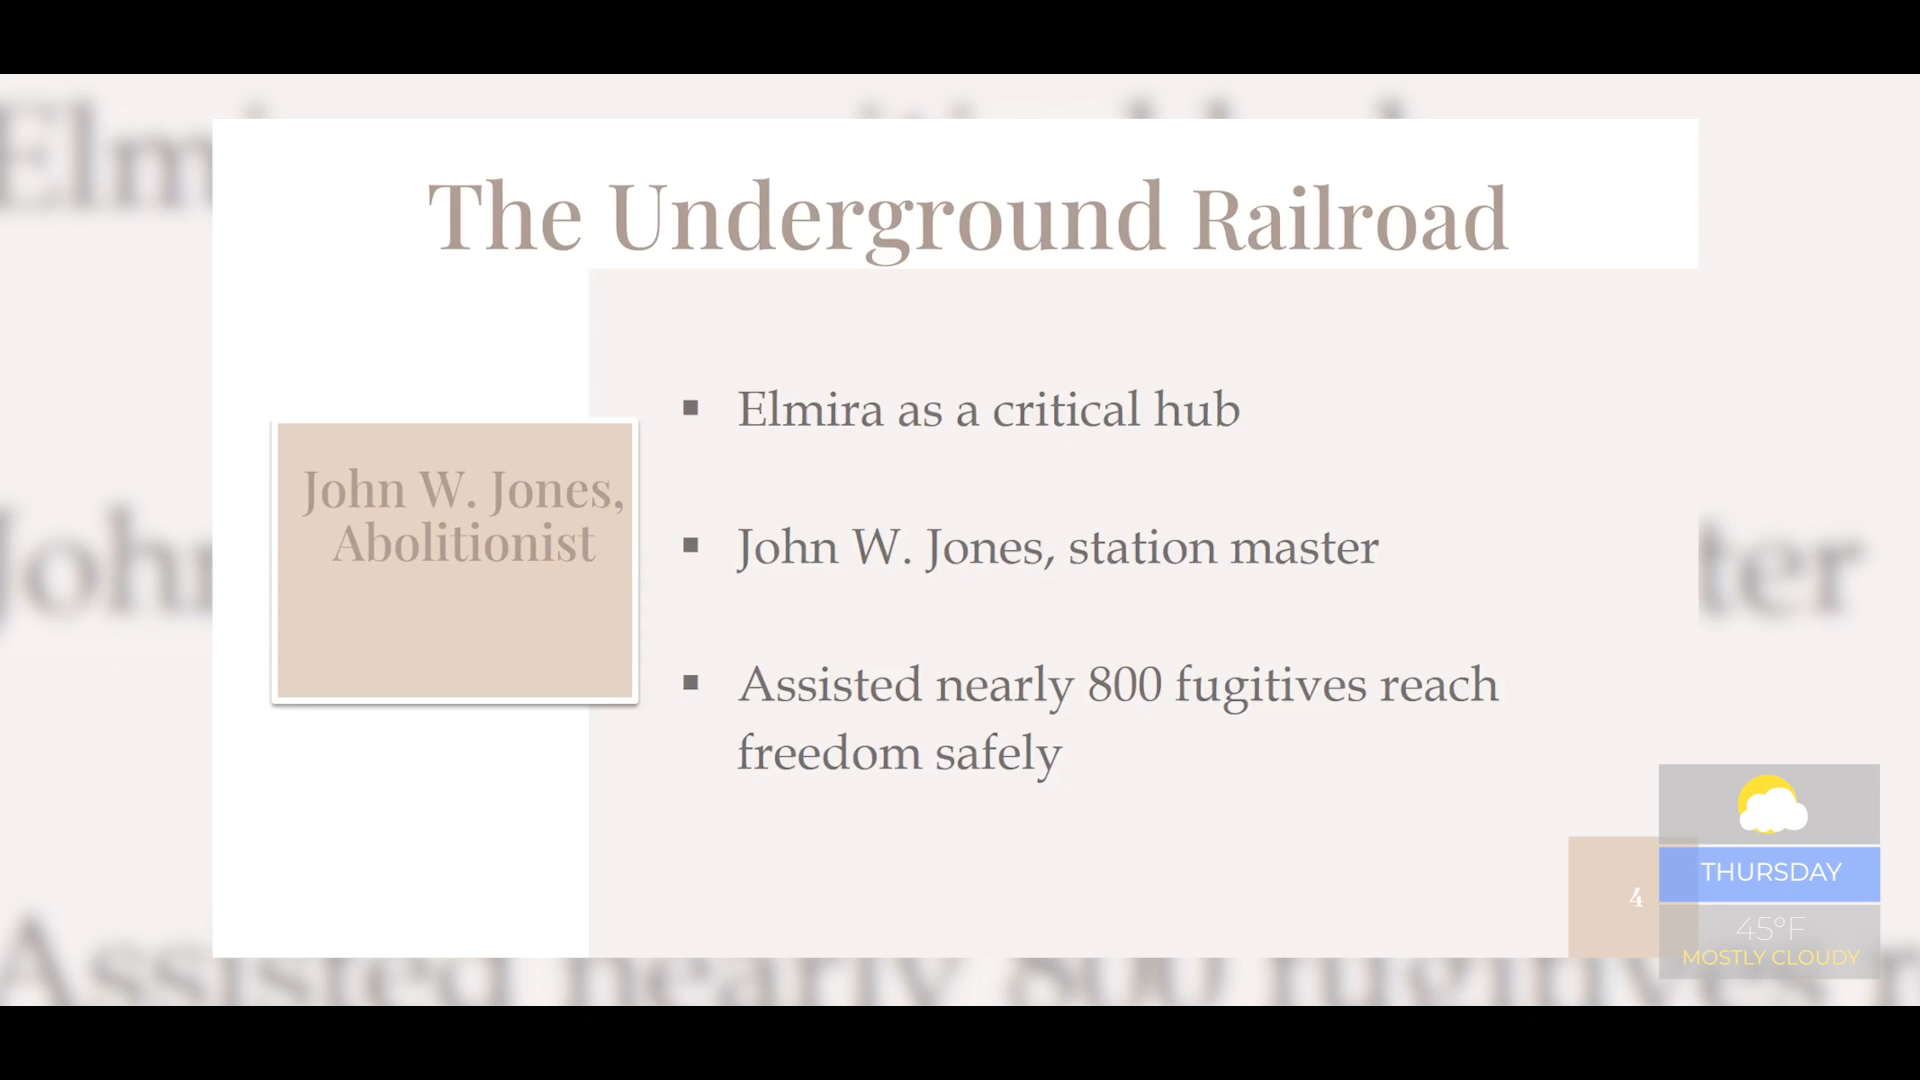 The Underground Railroad
John W. Jones,
Abolitionist
▪ Elmira as a critical hub
▪ John W. Jones, station master
▪ Assisted nearly 800 fugitives reach
freedom safely
4
THURSDAY
45°F
MOSTLY CLOUDY